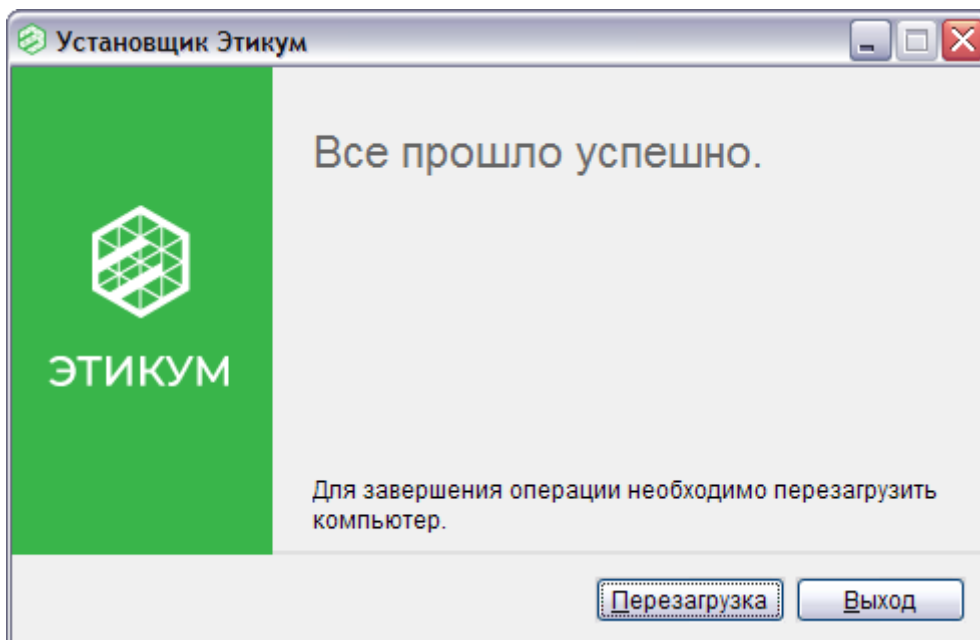 Установщик Этикум
Все прошло успешно.
ЭТИКУМ
Для завершения операции необходимо перезагрузить
компьютер.
Перезагрузка
Выход